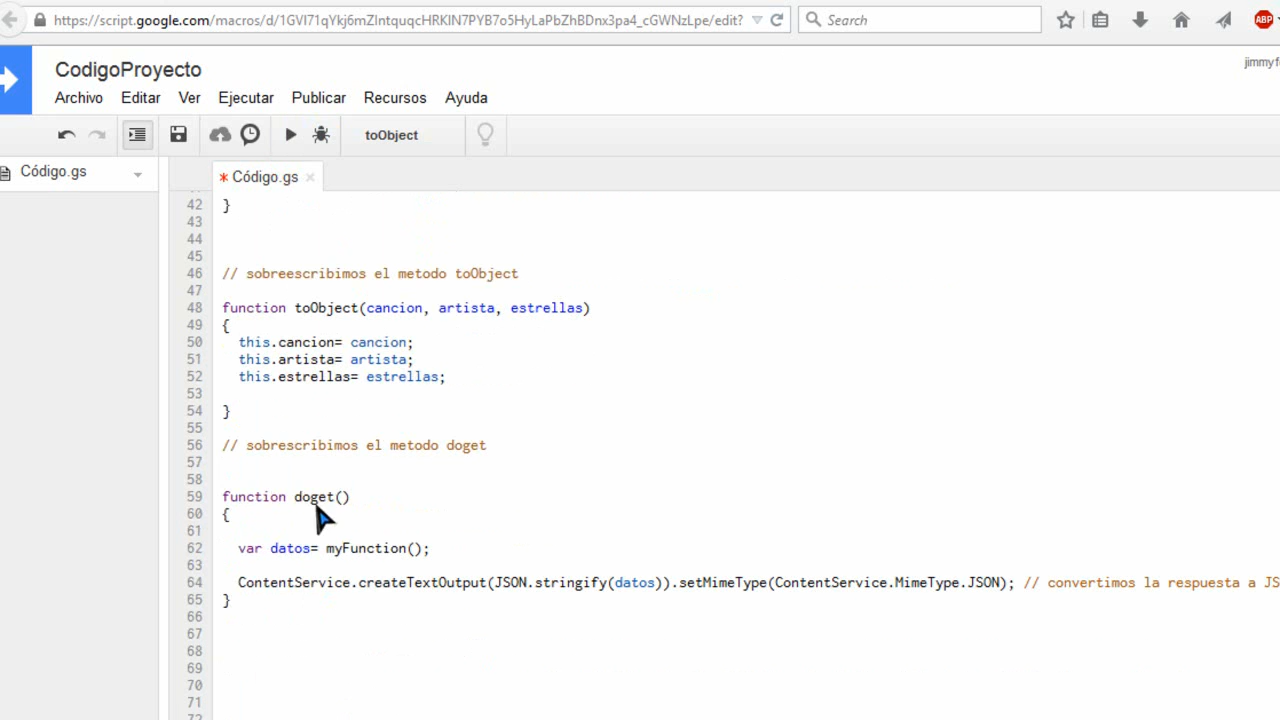 https://script.google.com/macros/d/1GVI71qYkj6mZIntquqcHRKIN7PYB7o5HyLaPbZhBDnx3pa4_cGWNzLpe/edit?
Search
ABP
CodigoProyecto
jimmyf
Archivo Editar Ver Ejecutar Publicar Recursos Ayuda
toObject
Código.gs
* Código.gs ×
42 }
43
44
45
46 // sobreescribimos el metodo toObject
47
48 function toObject(cancion, artista, estrellas)
49 {
50 this.cancion= cancion;
51 this.artista= artista;
52 this.estrellas= estrellas;
53
54 }
55
56 // sobrescribimos el metodo doget
57
58
59 function doget()
60 {
61
62 var datos= myFunction();
63
64 ContentService.createTextOutput(JSON.stringify(datos)).setMimeType(ContentService.MimeType.JSON); // convertimos la respuesta a JS
65 }
66
67
68
69
70
71
72